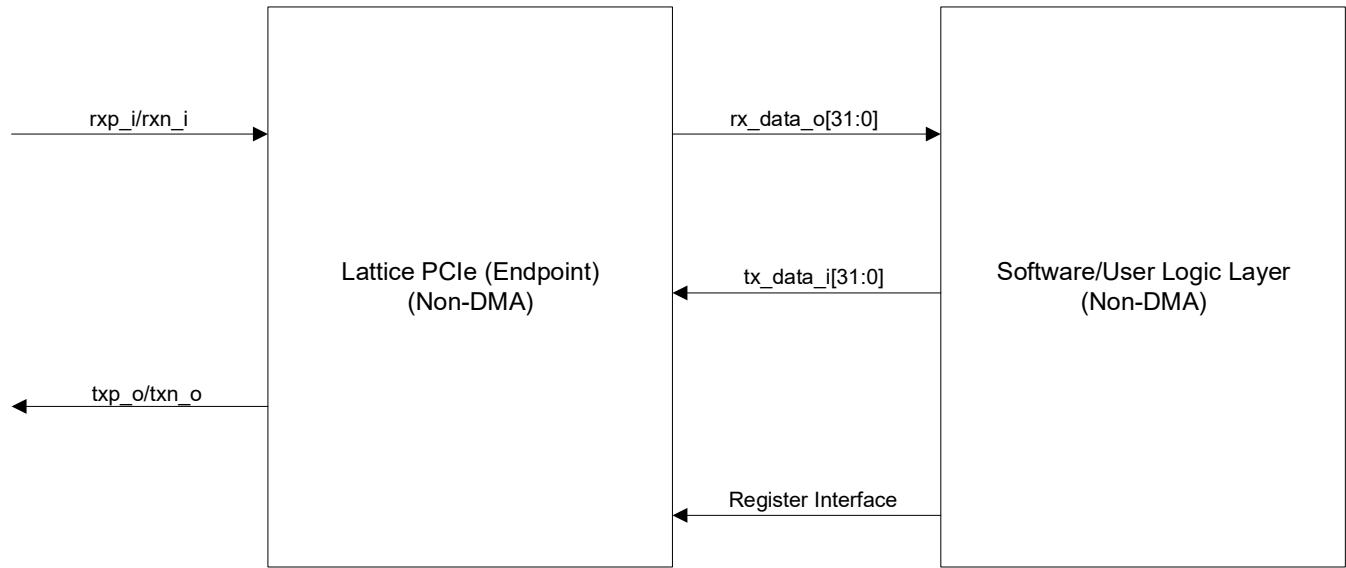 rxp_i/rxn_i
rx_data_o[31:0]
Lattice PCIe (Endpoint)
(Non-DMA)
tx_data_i[31:0]
Software/User Logic Layer
(Non-DMA)
txp_o/txn_o
Register Interface